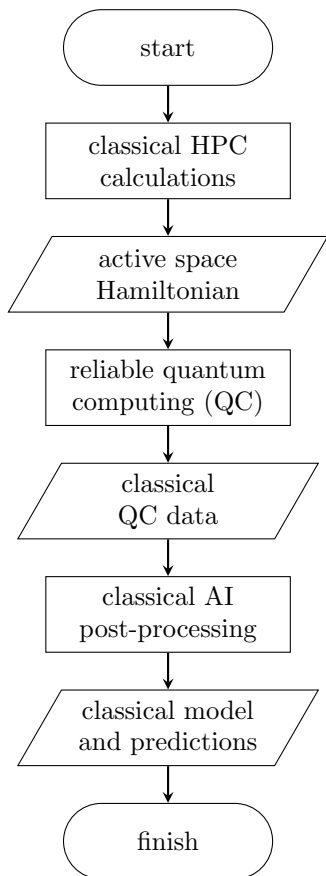 start
classical HPC
calculations
active space
Hamiltonian
reliable quantum
computing (QC)
classical
QC data
classical AI
post-processing
classical model
and predictions
finish